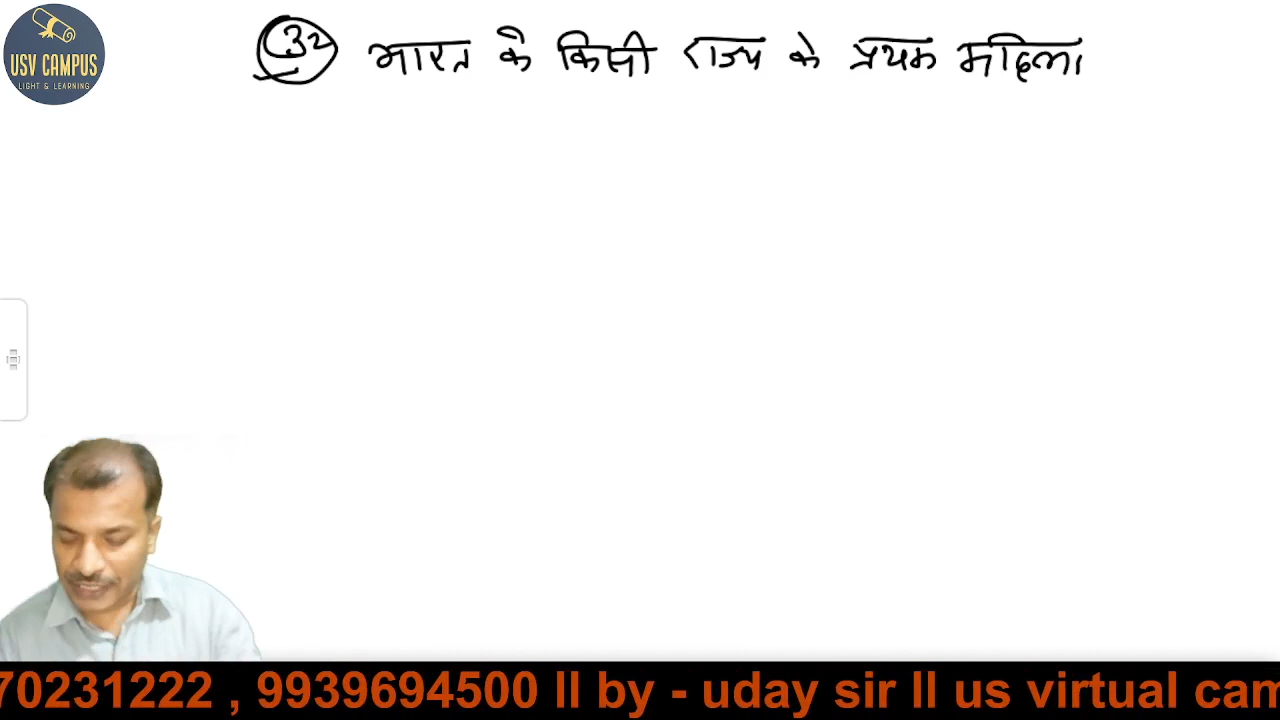 USV CAMPUS
LIGHT & LEARNING
32 भारत के किसी राज्य के प्रथम महिला
70231222 , 9939694500 ll by - uday sir ll us virtual cam